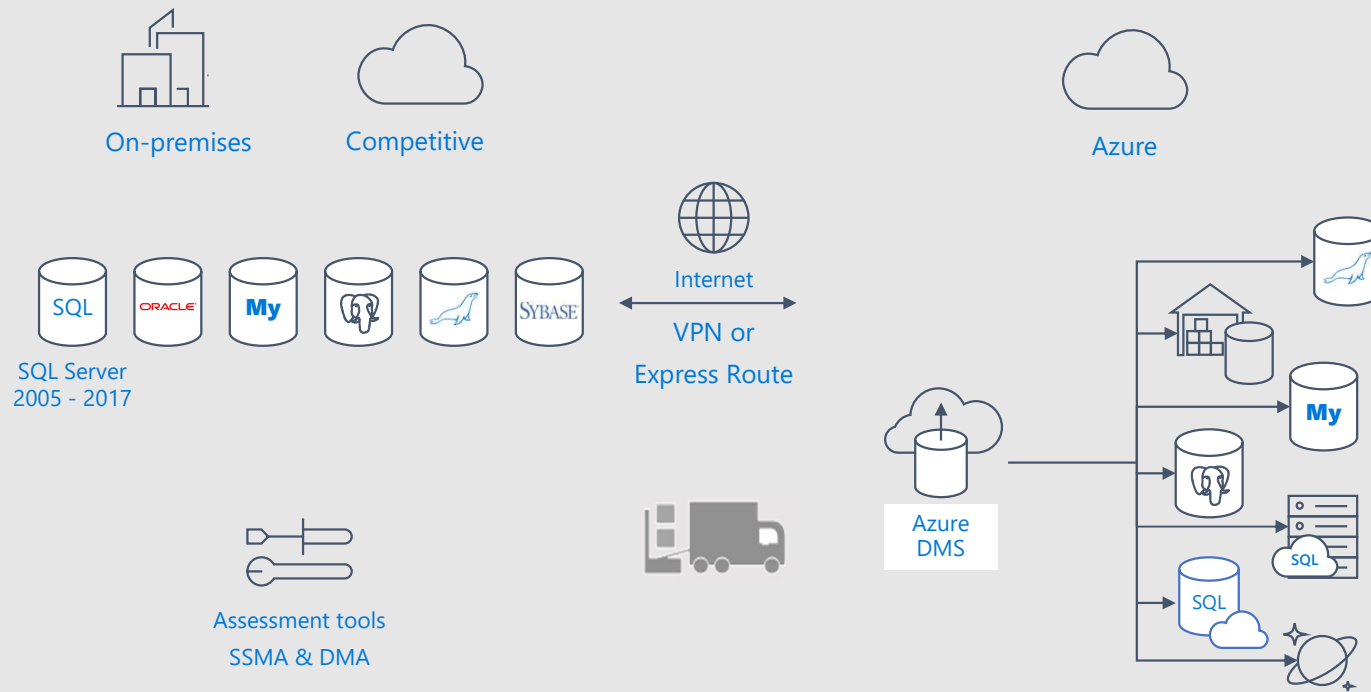 On-premises
Competitive
Azure
Internet
VPN or
Express Route
SQL
ORACLE
My
SYBASE
SQL Server
2005 - 2017
My
Azure
DMS
SQL
SQL
Assessment tools
SSMA & DMA